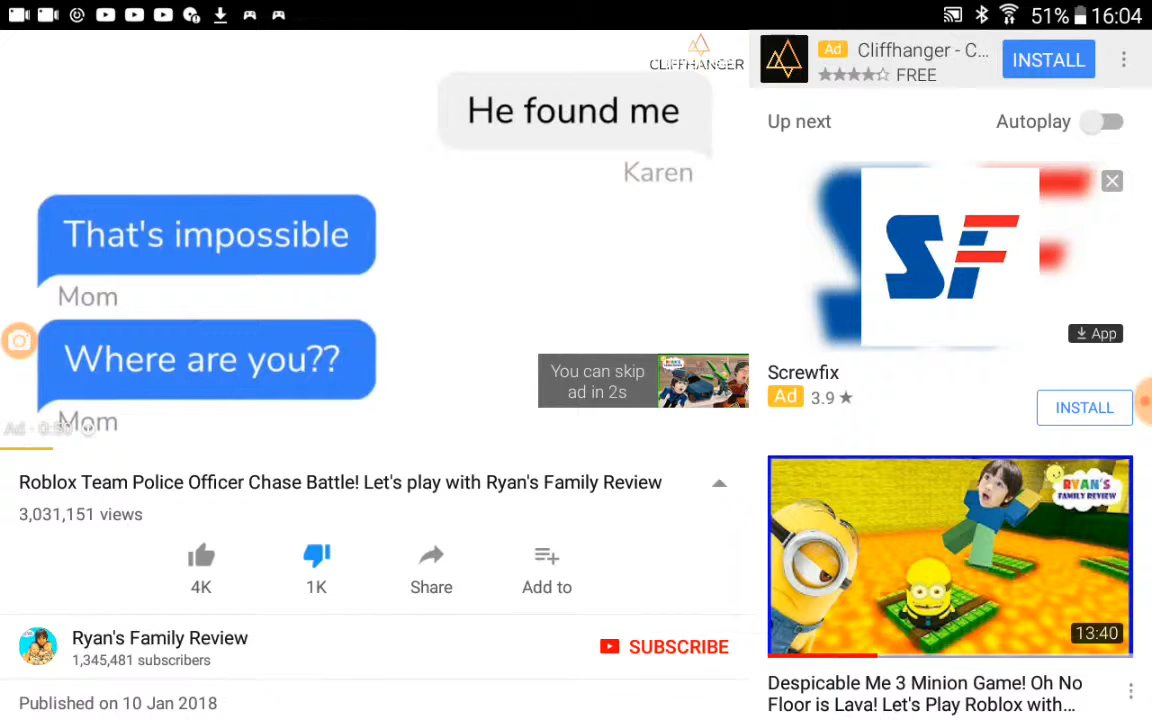 51% 16:04
CLIFFHANGER
He found me
Karen
That's impossible
Mom
Where are you??
Mom
Ad · 0:50
You can skip
ad in 2s
Roblox Team Police Officer Chase Battle! Let's play with Ryan's Family Review
3,031,151 views
4K
1K
Share
Add to
Ryan's Family Review
1,345,481 subscribers
SUBSCRIBE
Published on 10 Jan 2018
Ad Cliffhanger - C...
FREE
INSTALL
Up next
Autoplay
SF
App
Screwfix
Ad 3.9 ★
INSTALL
RYAN'S
FAMILY REVIEW
13:40
Despicable Me 3 Minion Game! Oh No
Floor is Lava! Let's Play Roblox with...